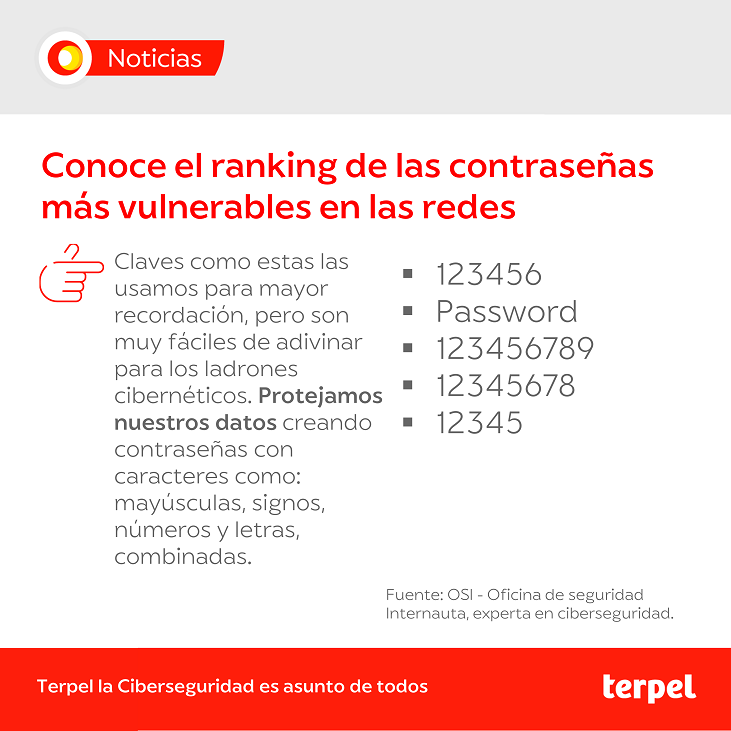 Noticias
Conoce el ranking de las contraseñas
más vulnerables en las redes
Claves como estas las
usamos para mayor
recordación, pero son
muy fáciles de adivinar
para los ladrones
cibernéticos. Protejamos
nuestros datos creando
contraseñas con
caracteres como:
mayúsculas, signos,
números y letras,
combinadas.
▪ 123456
▪ Password
▪ 123456789
▪ 12345678
▪ 12345
Fuente: OSI - Oficina de seguridad
Internauta, experta en ciberseguridad.
Terpel la Ciberseguridad es asunto de todos
terpel